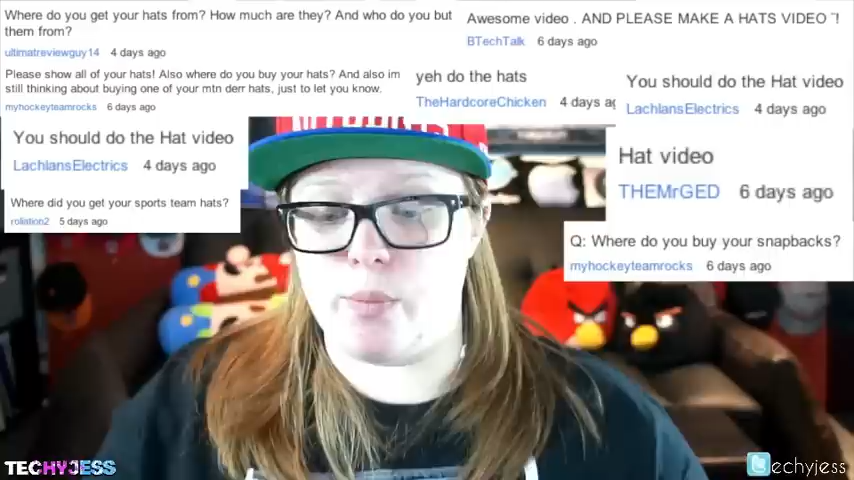 Where do you get your hats from? How much are they? And who do you but
them from?
ultimatreviewguy14 4 days ago
Awesome video . AND PLEASE MAKE A HATS VIDEO ˜!
BTechTalk 6 days ago
Please show all of your hats! Also where do you buy your hats? And also im
still thinking about buying one of your mtn derr hats, just to let you know.
myhockeyteamrocks 6 days ago
yeh do the hats
TheHardcoreChicken 4 days ag
You should do the Hat video
LachlansElectrics 4 days ago
You should do the Hat video
LachlansElectrics 4 days ago
Hat video
THEMrGED 6 days ago
Where did you get your sports team hats?
roliation2 5 days ago
Q: Where do you buy your snapbacks?
myhockeyteamrocks 6 days ago
TECHYJESS
echyjess